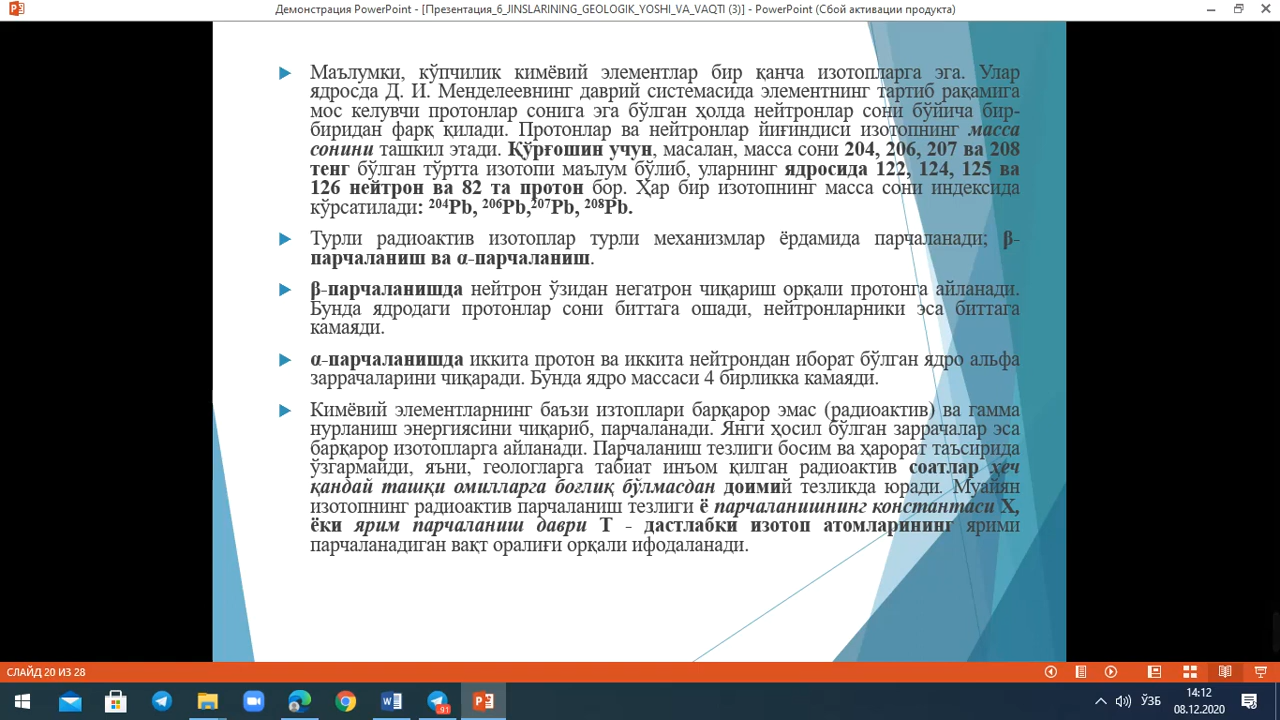 Демонстрация PowerPoint - [Презентация_6_JINSLARINING_GEOLOGIK_YOSHI_VA_VAQTI (3)] - PowerPoint (Сбой активации продукта)
Маълумки, кўпчилик кимёвий элементлар бир қанча изотопларга эга. Улар
ядросда Д. И. Менделеевнинг даврий системасида элементнинг тартиб рақамига
мос келувчи протонлар сонига эга бўлган ҳолда нейтронлар сони бўйича бир-
биридан фарқ қилади. Протонлар ва нейтронлар йиғиндиси изотопнинг масса
сонини ташкил этади. Қўрғошин учун, масалан, масса сони 204, 206, 207 ва 208
тенг бўлган тўртта изотопи маълум бўлиб, уларнинг ядросида 122, 124, 125 ва
126 нейтрон ва 82 та протон бор. Ҳар бир изотопнинг масса сони индексида
кўрсатилади: ²⁰⁴Pb, ²⁰⁶Pb,²⁰⁷Pb, ²⁰⁸Pb.
Турли радиоактив изотоплар турли механизмлар ёрдамида парчаланади; β-
парчаланиш ва α-парчаланиш.
β-парчаланишда нейтрон ўзидан негатрон чиқариш орқали протонга айланади.
Бунда ядродаги протонлар сони биттага ошади, нейтронларники эса биттага
камаяди.
α-парчаланишда иккита протон ва иккита нейтрондан иборат бўлган ядро альфа
заррачаларини чиқаради. Бунда ядро массаси 4 бирликка камаяди.
Кимёвий элементларнинг баъзи изтоплари барқарор эмас (радиоактив) ва гамма
нурланиш энергиясини чиқариб, парчаланади. Янги ҳосил бўлган заррачалар эса
барқарор изотопларга айланади. Парчаланиш тезлиги босим ва ҳарорат таъсирида
ўзгармайди, яъни, геологларга табиат инъом қилган радиоактив соатлар ҳеч
қандай ташқи омилларга боғлиқ бўлмасдан доимий тезликда юради. Муайян
изотопнинг радиоактив парчаланиш тезлиги ё парчаланишнинг константаси X,
ёки ярим парчаланиш даври Т - дастлабки изотоп атомларининг ярими
парчаланадиган вақт оралиғи орқали ифодаланади.
СЛАЙД 20 ИЗ 28
91
ЎЗБ
14:12
08.12.2020